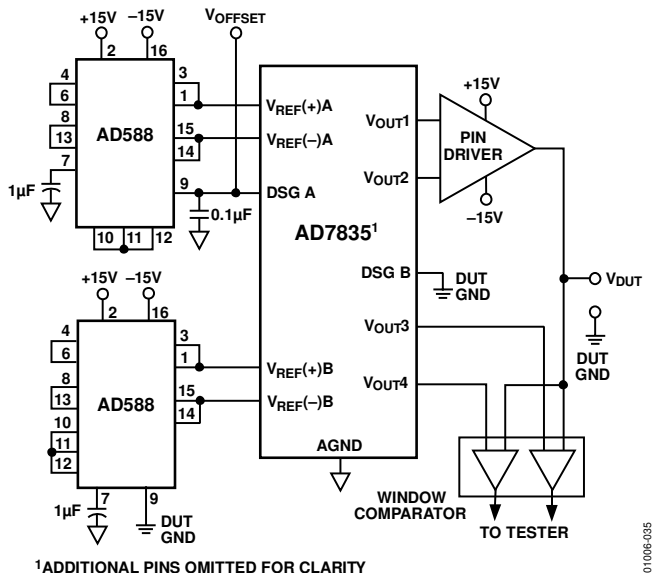 +15V –15V
VOFFSET
2 16
4 3
6 1 VREF(+)A
8
13 AD588 15 VREF(–)A
14
7
1µF
9 DSG A
0.1µF
10 11 12
AD7835¹
VOUT1
VOUT2
+15V
PIN
DRIVER
–15V
DSG B
DUT
GND
VDUT
DUT
GND
+15V –15V
2 16
4 3
6 1 VREF(+)B
8 15 VREF(–)B
13 AD588 14
10
11
12
7 9
1µF
DUT
GND
VOUT3
VOUT4
AGND
WINDOW
COMPARATOR
TO TESTER
¹ADDITIONAL PINS OMITTED FOR CLARITY
01006-035